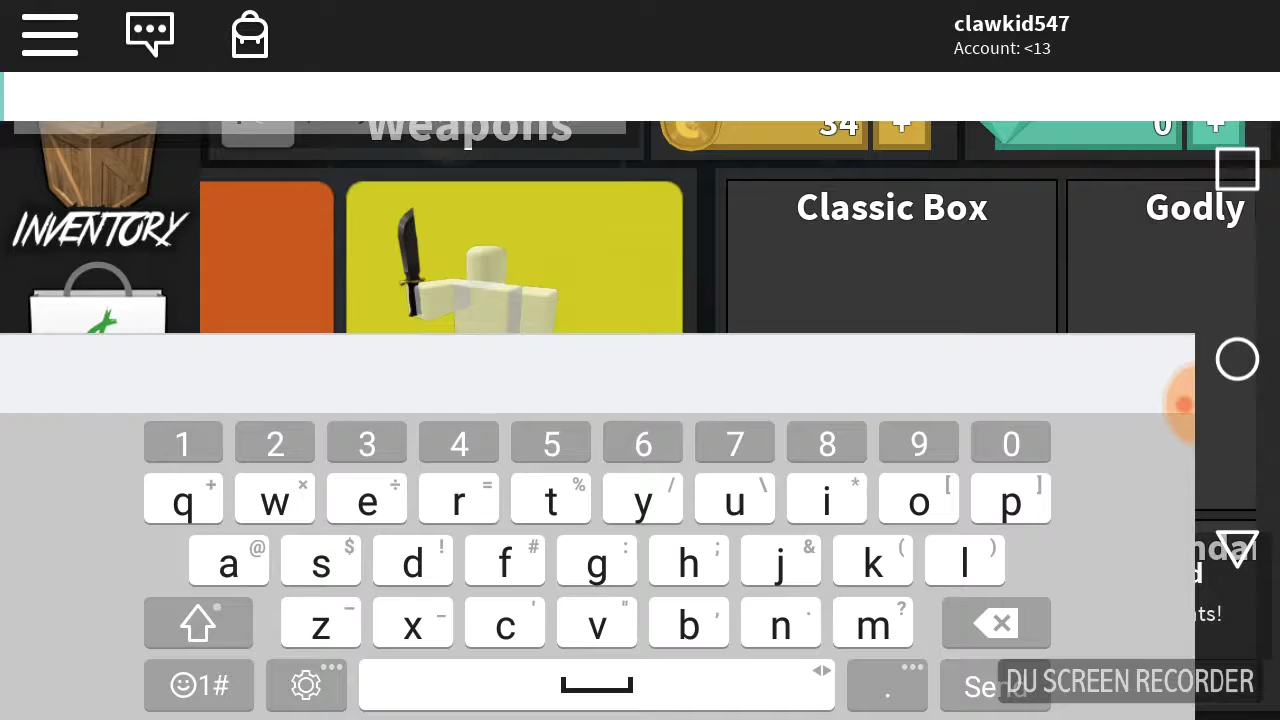 clawkid547
Account: <13
Weapons
34
+
0
+
INVENTORY
Classic Box
Godly
1 2 3 4 5 6 7 8 9 0
q + w × e ÷ r = t % y / u \ i * o [ p ]
a @ s $ d ! f # g : h ; j & k ( l )
z – x _ c ' v " b , n . m ?
1# . Send
DU SCREEN RECORDER